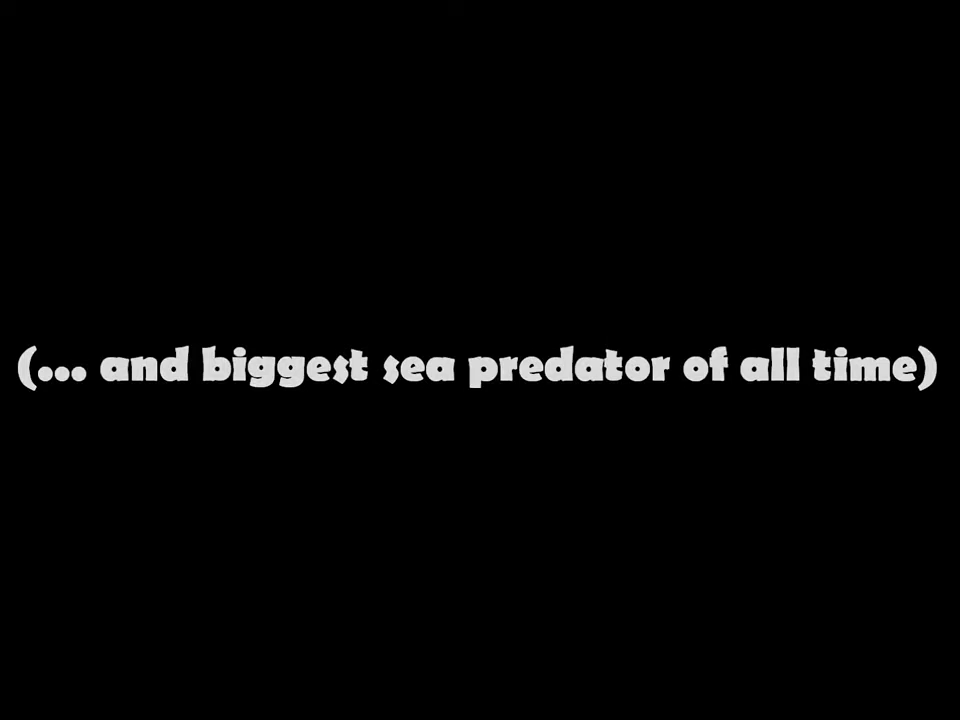 (... and biggest sea predator of all time)